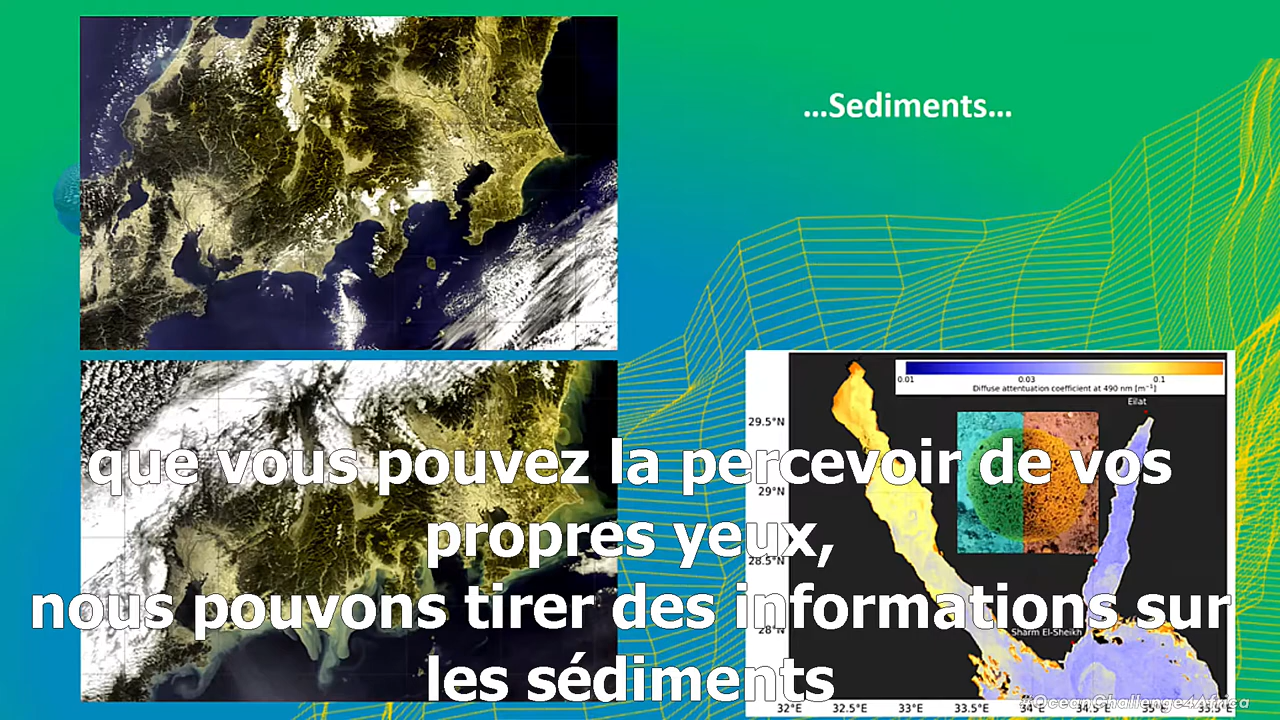 ...Sediments...
0.01 0.03 0.1
Diffuse attentuation coefficient at 490 nm [m⁻¹]
Eilat
29.5°N
29°N
28.5°N
28°N
Sharm El-Sheikh
que vous pouvez la percevoir de vos
propres yeux,
nous pouvons tirer des informations sur
les sédiments
#OceanChallenge4Africa
32°E 32.5°E 33°E 33.5°E